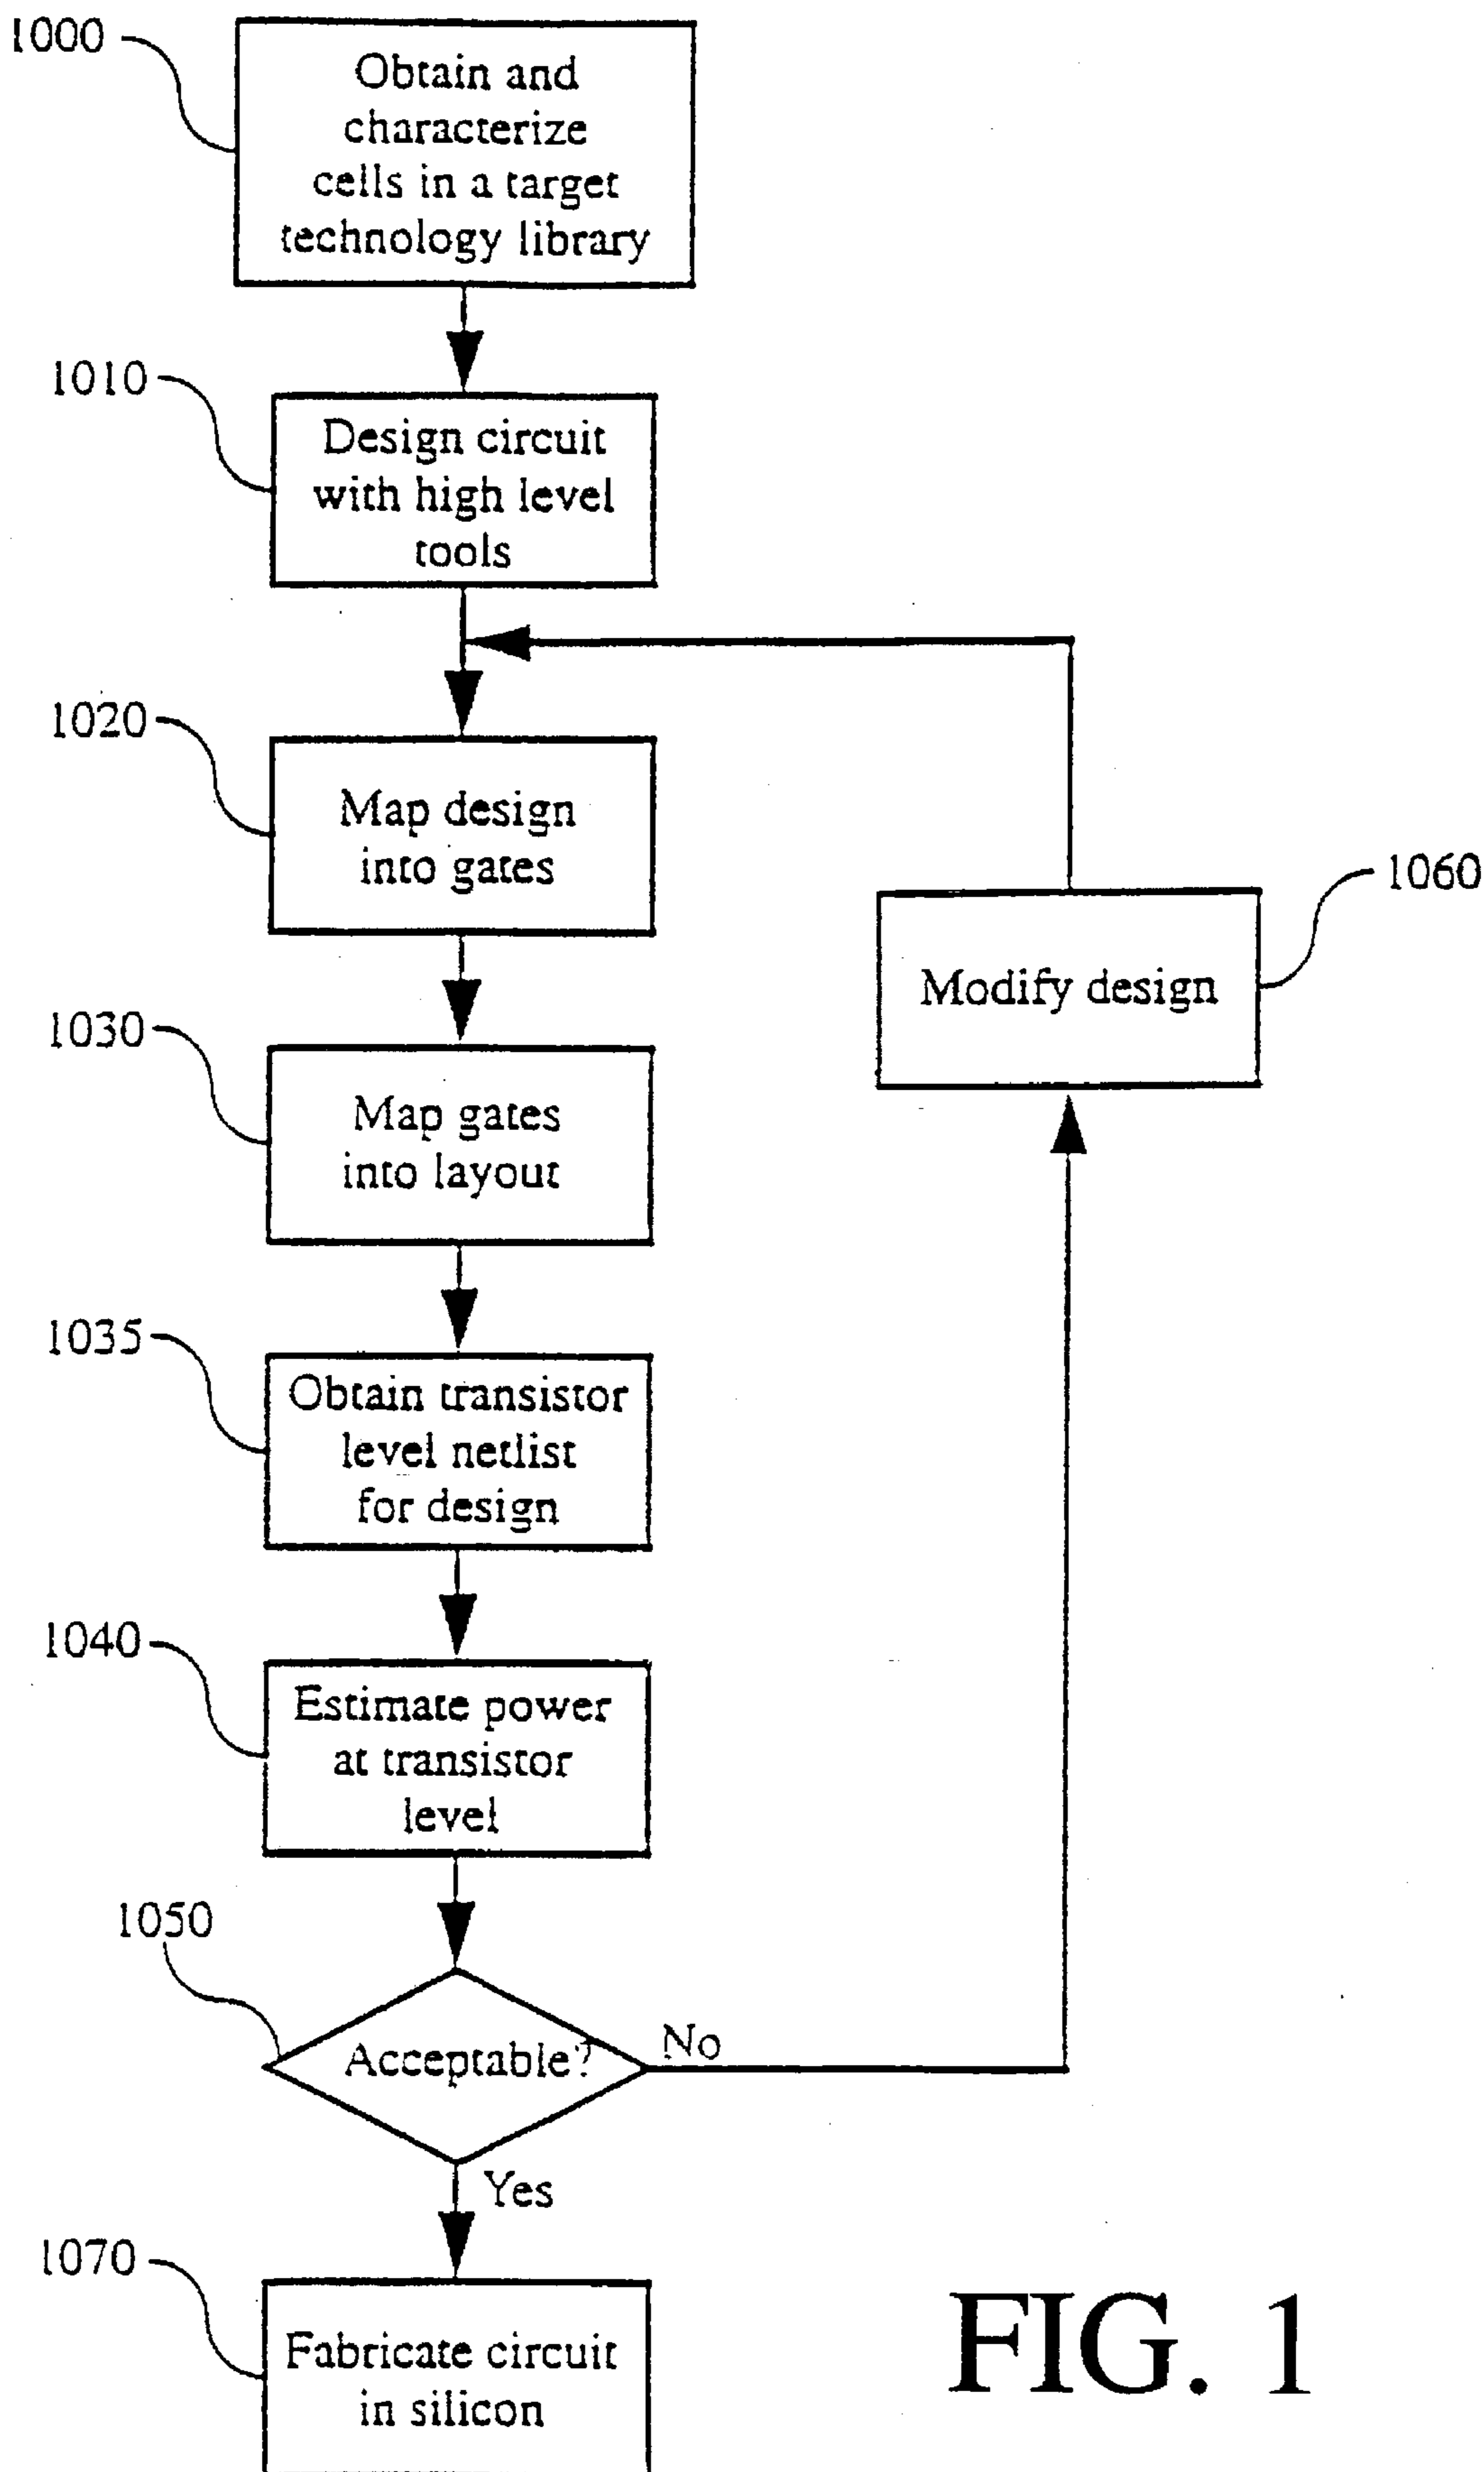 1000
Obtain and
characterize
cells in a target
technology library
1010
Design circuit
with high level
tools
1020
Map design
into gates
1060
Modify design
1030
Map gates
into layout
1035
Obtain transistor
level netlist
for design
1040
Estimate power
at transistor
level
1050
Acceptable?
No
Yes
1070
Fabricate circuit
in silicon
FIG. 1